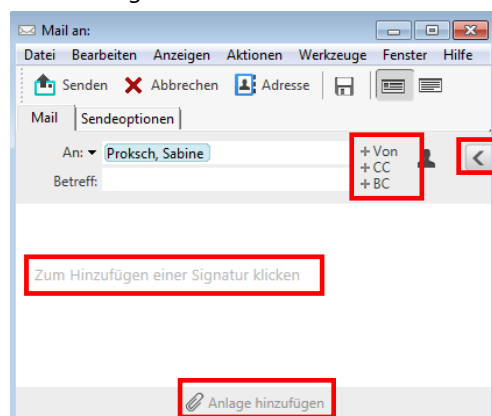 Mail an:
Datei Bearbeiten Anzeigen Aktionen Werkzeuge Fenster Hilfe
Senden Abbrechen Adresse
Mail Sendeoptionen
An: Proksch, Sabine + Von
+ CC
Betreff: + BC
Zum Hinzufügen einer Signatur klicken
Anlage hinzufügen